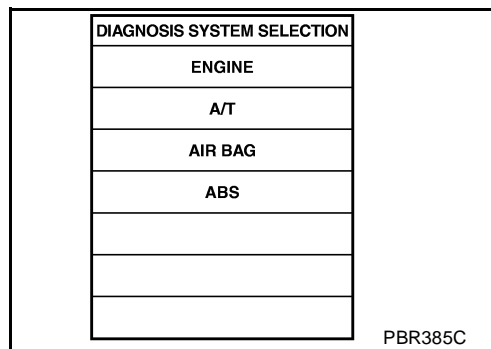 DIAGNOSIS SYSTEM SELECTION
ENGINE
A/T
AIR BAG
ABS
PBR385C